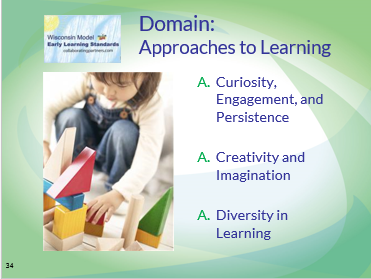 Wisconsin Model
Early Learning Standards
collaboratingpartners.com
Domain:
Approaches to Learning
A. Curiosity,
Engagement, and
Persistence
A. Creativity and
Imagination
A. Diversity in
Learning
34